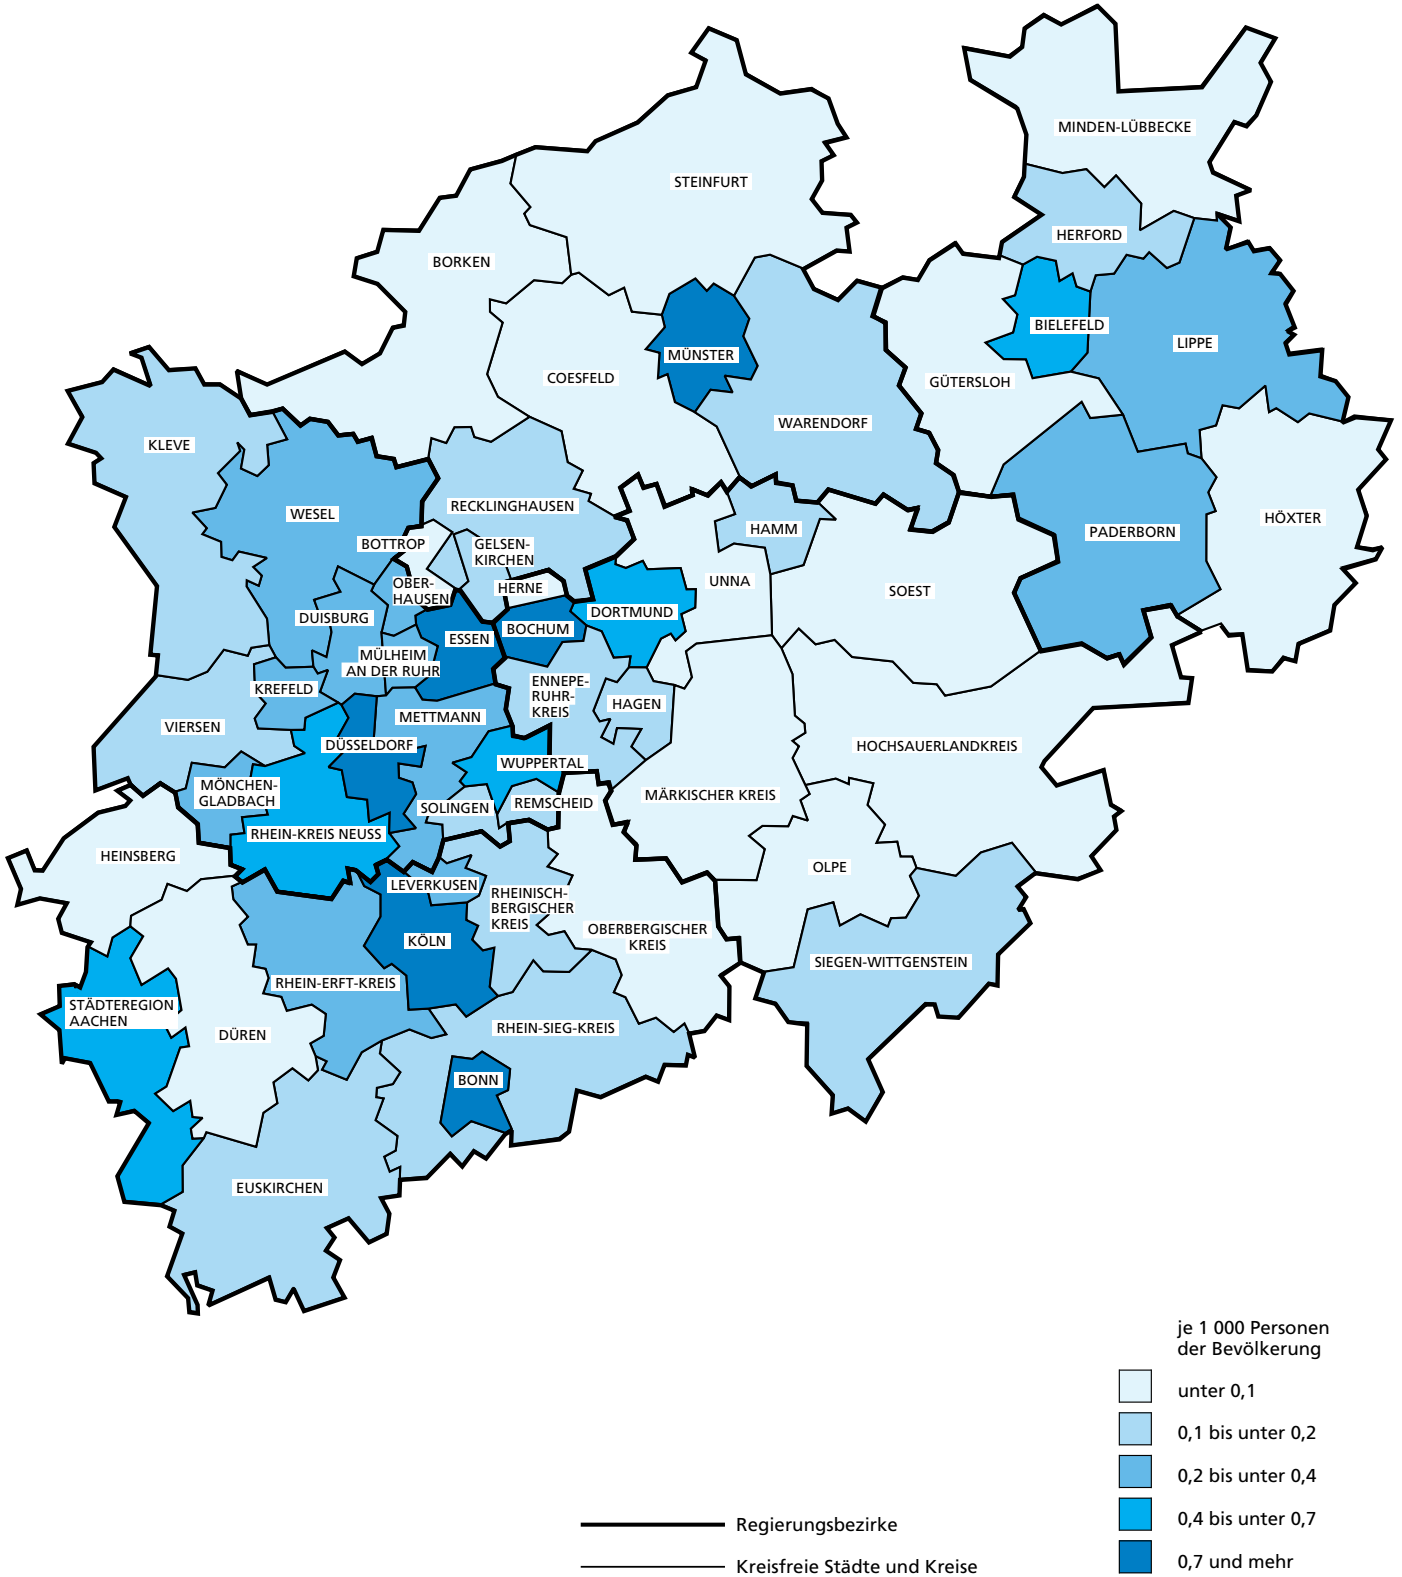 MINDEN-LÜBBECKE
STEINFURT
HERFORD
BORKEN
BIELEFELD
LIPPE
MÜNSTER
COESFELD
GÜTERSLOH
WARENDORF
KLEVE
RECKLINGHAUSEN
WESEL
HÖXTER
HAMM
PADERBORN
BOTTROP
GELSEN-
KIRCHEN
UNNA
OBER-
HAUSEN
HERNE
SOEST
DORTMUND
DUISBURG
BOCHUM
ESSEN
MÜLHEIM
AN DER RUHR
ENNEPE-
RUHR-
KREIS
KREFELD
HAGEN
METTMANN
VIERSEN
DÜSSELDORF
HOCHSAUERLANDKREIS
WUPPERTAL
MÖNCHEN-
GLADBACH
MÄRKISCHER KREIS
SOLINGEN
REMSCHEID
RHEIN-KREIS NEUSS
HEINSBERG
OLPE
LEVERKUSEN
RHEINISCH-
BERGISCHER
KREIS
OBERBERGISCHER
KREIS
KÖLN
SIEGEN-WITTGENSTEIN
RHEIN-ERFT-KREIS
STÄDTEREGION
AACHEN
RHEIN-SIEG-KREIS
DÜREN
BONN
EUSKIRCHEN
je 1 000 Personen
der Bevölkerung
unter 0,1
0,1 bis unter 0,2
0,2 bis unter 0,4
0,4 bis unter 0,7
0,7 und mehr
Regierungsbezirke
Kreisfreie Städte und Kreise